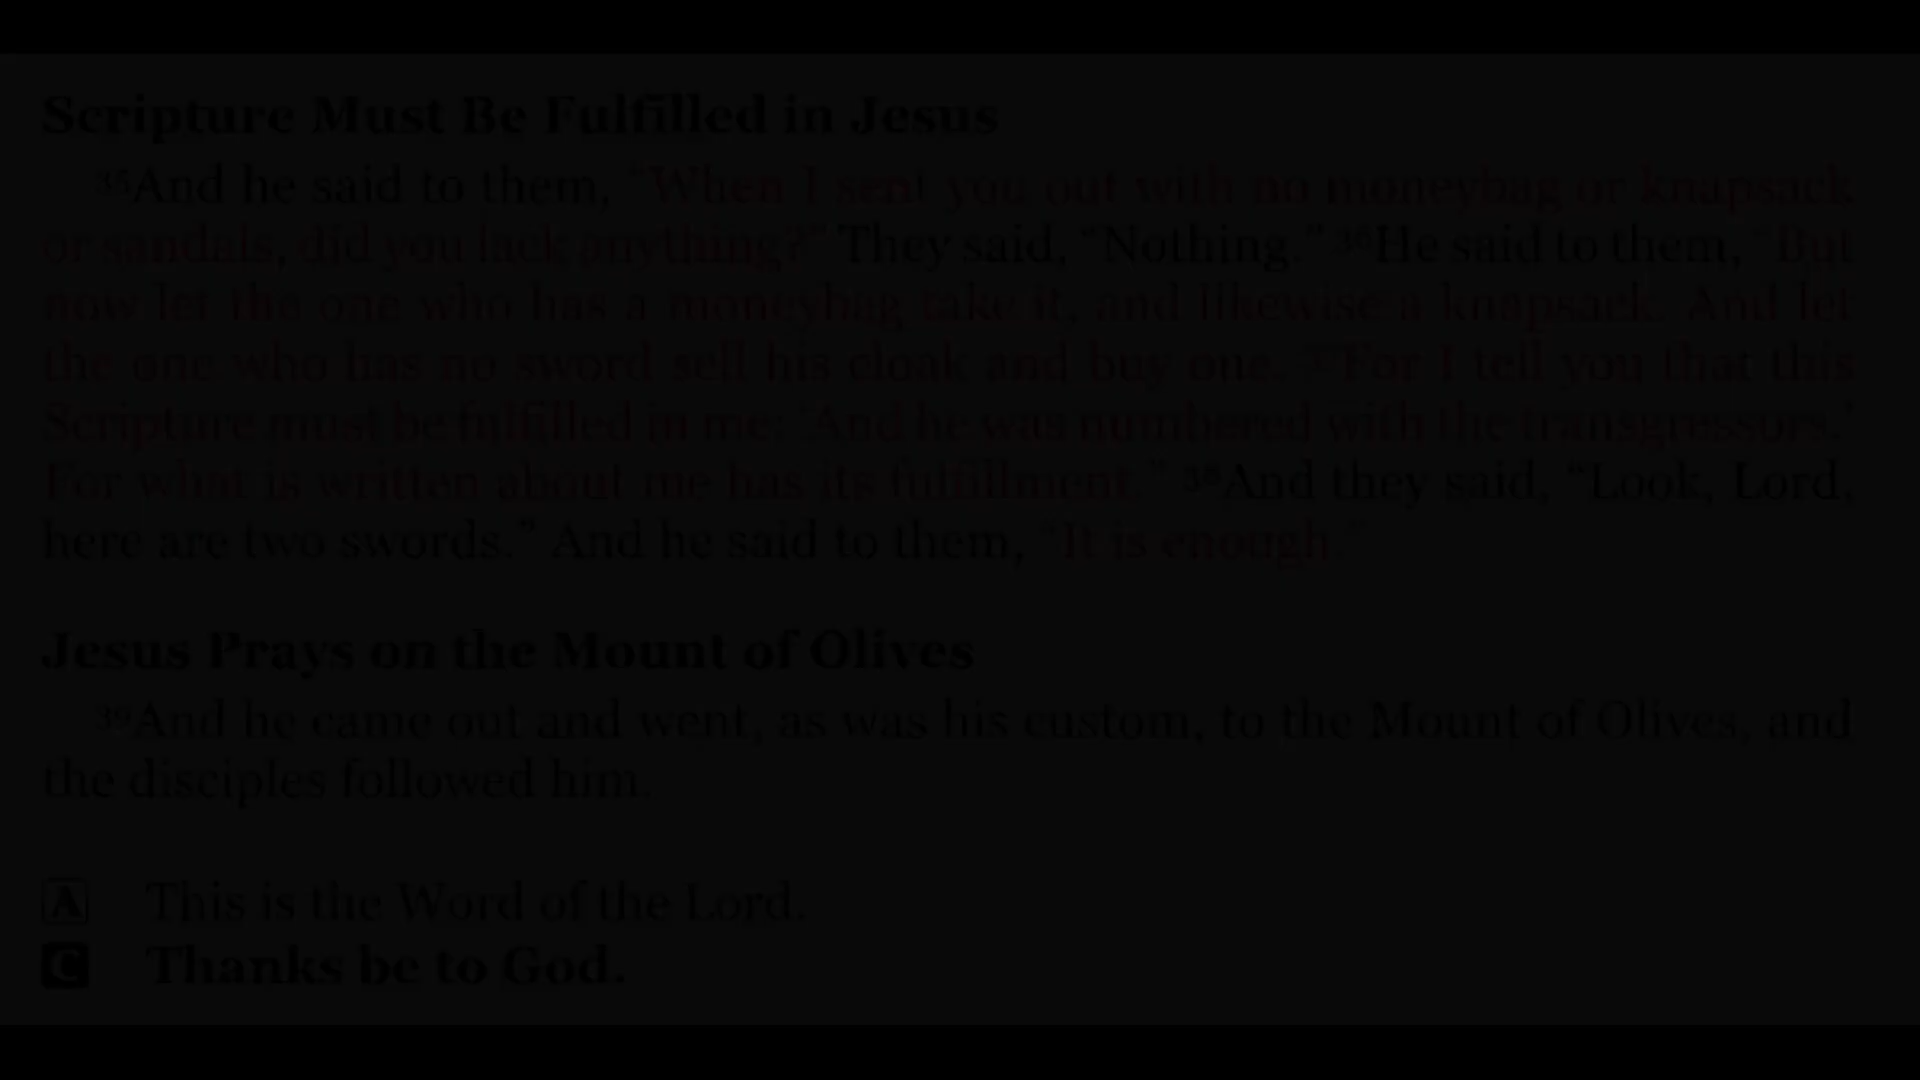 Scripture Must Be Fulfilled in Jesus
35And he said to them, “When I sent you out with no moneybag or knapsack
or sandals, did you lack anything?” They said, “Nothing.” 36He said to them, “But
now let the one who has a moneybag take it, and likewise a knapsack. And let
the one who has no sword sell his cloak and buy one. 37For I tell you that this
Scripture must be fulfilled in me: ‘And he was numbered with the transgressors.’
For what is written about me has its fulfillment.” 38And they said, “Look, Lord,
here are two swords.” And he said to them, “It is enough.”
Jesus Prays on the Mount of Olives
39And he came out and went, as was his custom, to the Mount of Olives, and
the disciples followed him.
A This is the Word of the Lord.
C Thanks be to God.